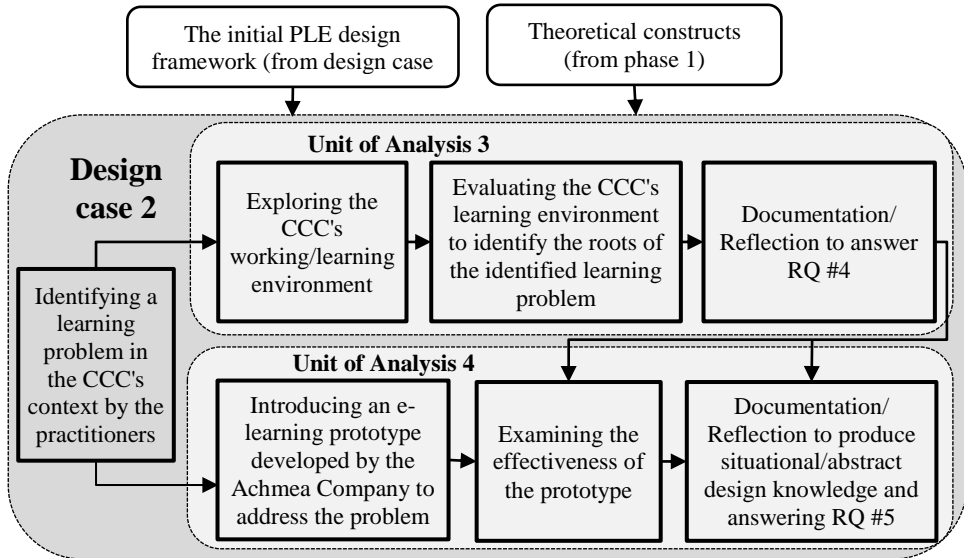 The initial PLE design
framework (from design case
Theoretical constructs
(from phase 1)
Design
case 2
Unit of Analysis 3
Exploring the
CCC's
working/learning
environment
Evaluating the CCC's
learning environment
to identify the roots of
the identified learning
problem
Documentation/
Reflection to answer
RQ #4
Identifying a
learning
problem in
the CCC's
context by the
practitioners
Unit of Analysis 4
Introducing an e-
learning prototype
developed by the
Achmea Company to
address the problem
Examining the
effectiveness of
the prototype
Documentation/
Reflection to produce
situational/abstract
design knowledge and
answering RQ #5